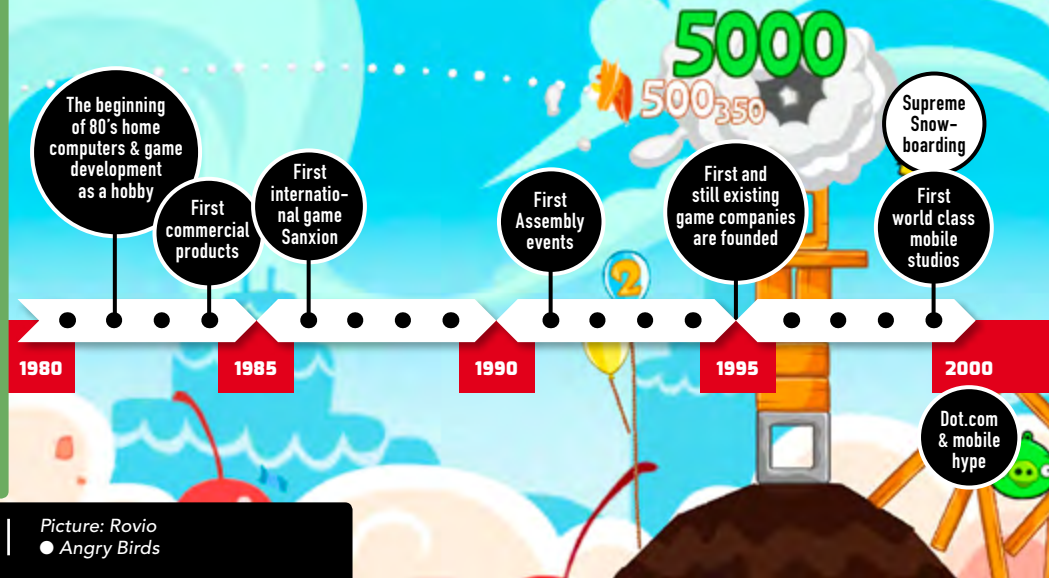 5000
500
350
The beginning
of 80's home
computers & game
development
as a hobby
First
commercial
products
First
internatio-
nal game
Sanxion
First
Assembly
events
First and
still existing
game companies
are founded
Supreme
Snow-
boarding
First
world class
mobile
studios
2
1980
1985
1990
1995
2000
Dot.com
& mobile
hype
Picture: Rovio
● Angry Birds